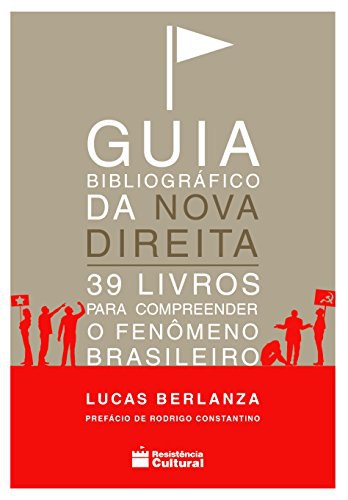 GUIA
BIBLIOGRÁFICO
DA NOVA
DIREITA
39 LIVROS
PARA COMPREENDER
O FENÔMENO
BRASILEIRO
LUCAS BERLANZA
PREFÁCIO DE RODRIGO CONSTANTINO
Resistência
Cultural